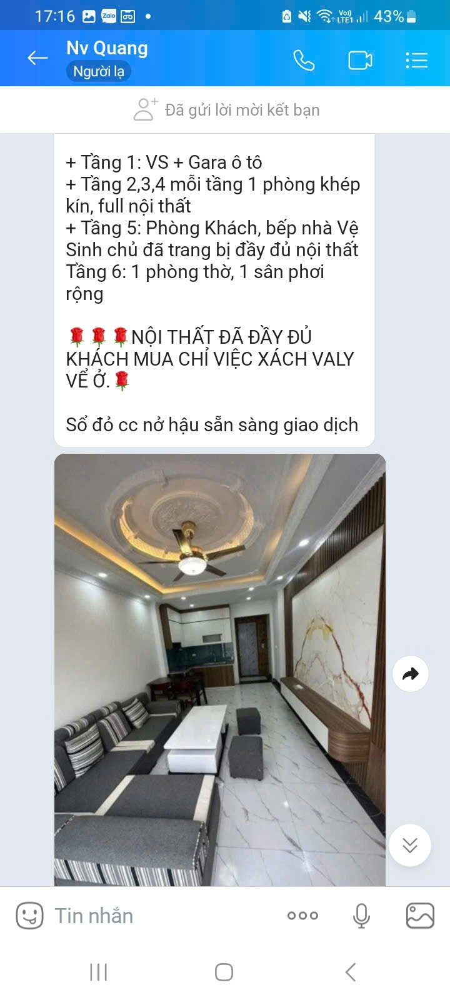 17:16 Zalo Vo) LTE1 43%
Nv Quang
Người lạ
Đã gửi lời mời kết bạn
+ Tầng 1: VS + Gara ô tô
+ Tầng 2,3,4 mỗi tầng 1 phòng khép
kín, full nội thất
+ Tầng 5: Phòng Khách, bếp nhà Vệ
Sinh chủ đã trang bị đầy đủ nội thất
Tầng 6: 1 phòng thờ, 1 sân phơi
rộng
🌹🌹🌹NỘI THẤT ĐÃ ĐẦY ĐỦ
KHÁCH MUA CHỈ VIỆC XÁCH VALY
VỂ Ở.🌹
Sổ đỏ cc nở hậu sẵn sàng giao dịch
Tin nhắn